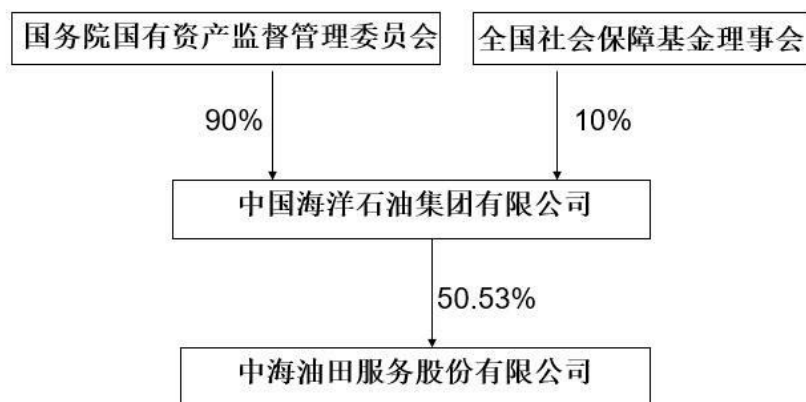 国务院国有资产监督管理委员会
全国社会保障基金理事会
90%
10%
中国海洋石油集团有限公司
50.53%
中海油田服务股份有限公司